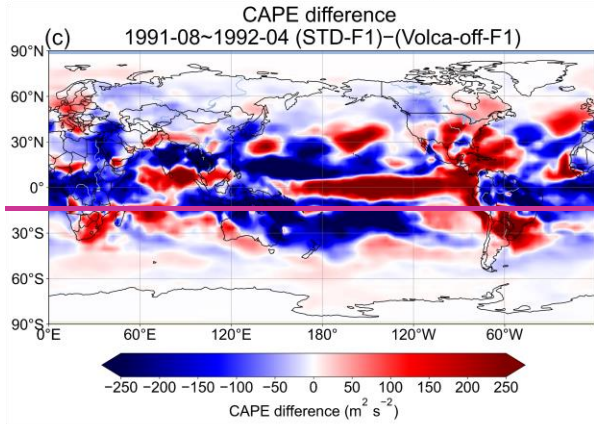 CAPE difference
(c) 1991-08~1992-04 (STD-F1)−(Volca-off-F1)
90°N
60°N
30°N
0°
30°S
60°S
90°S
0°E 60°E 120°E 180° 120°W 60°W
−250 −200 −150 −100 −50 0 50 100 150 200 250
CAPE difference (m² s⁻²)